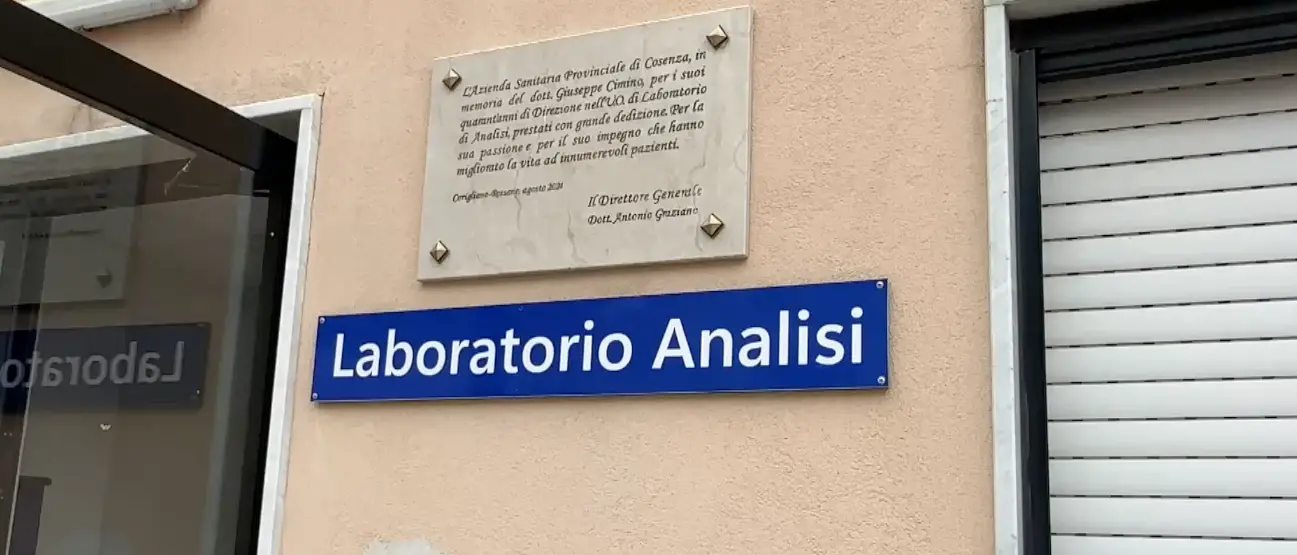 L'Azienda Sanitaria Provinciale di Cosenza, in
memoria del dott. Giuseppe Cimino, per i suoi
quarant'anni di Direzione nell'U.O. di Laboratorio
di Analisi, prestati con grande dedizione. Per la
sua passione e per il suo impegno che hanno
migliorato la vita ad innumerevoli pazienti.
Corigliano-Rossano, agosto 2021
Il Direttore Generale
Dott. Antonio Graziano
Laboratorio Analisi
Laborato